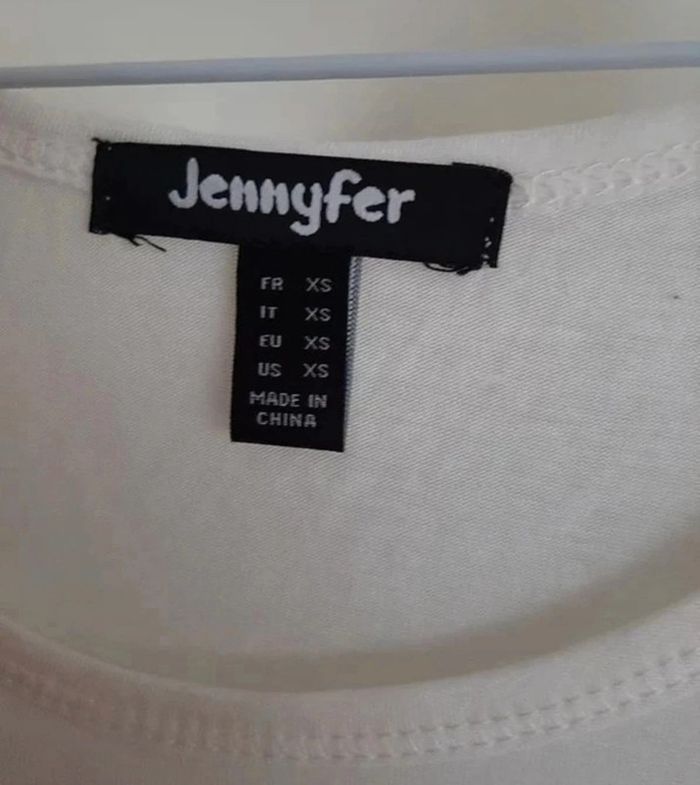 Jennyfer
FR XS
IT XS
EU XS
US XS
MADE IN
CHINA